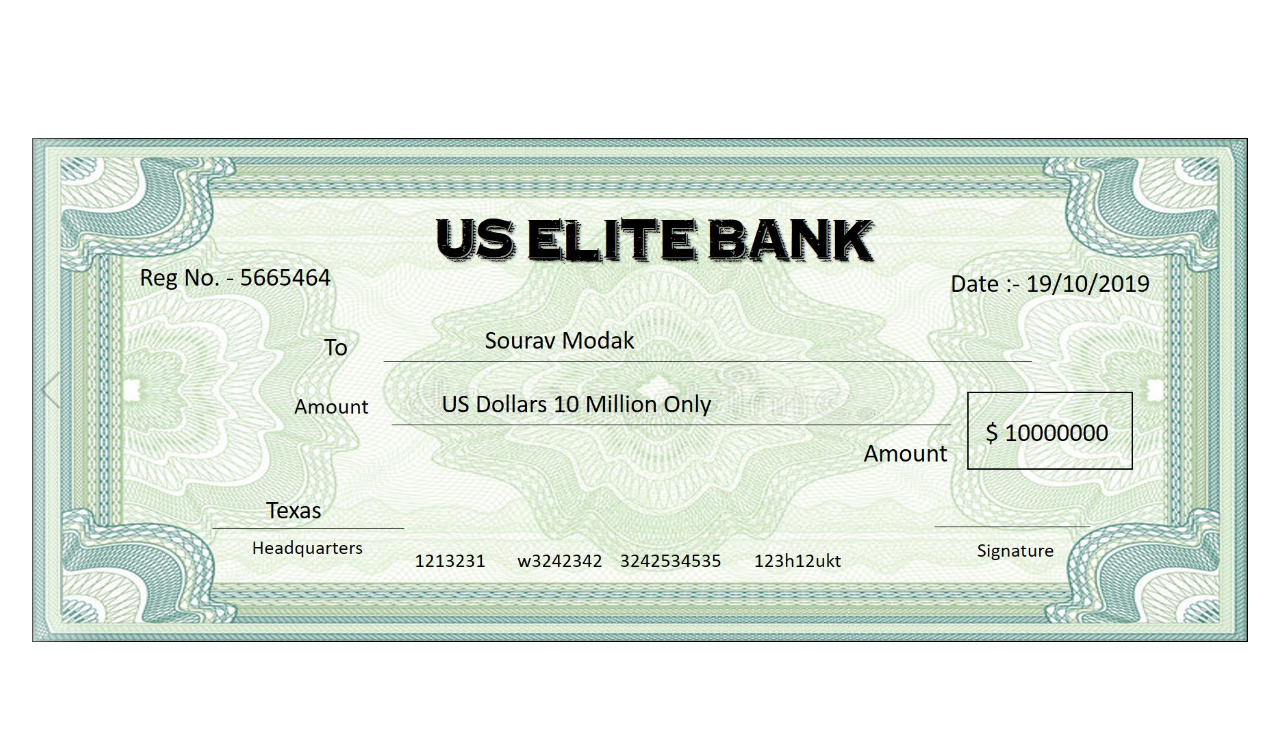 US ELITE BANK
Reg No. - 5665464
Date :- 19/10/2019
To Sourav Modak
Amount US Dollars 10 Million Only
$ 10000000
Amount
Texas
Headquarters
Signature
1213231 w3242342 3242534535 123h12ukt